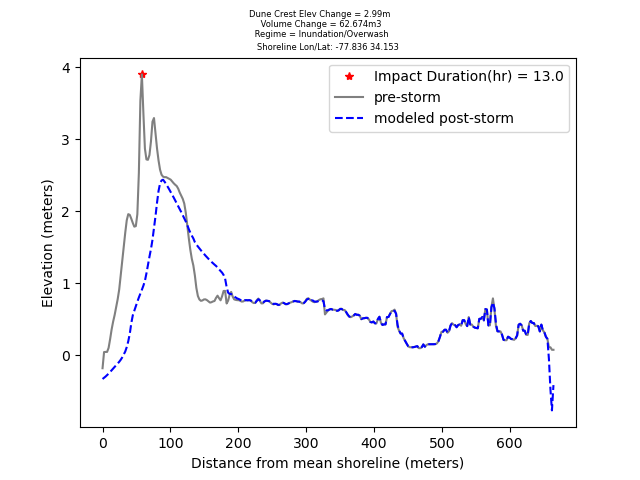 Dune Crest Elev Change = 2.99m
Volume Change = 62.674m3
Regime = Inundation/Overwash
Shoreline Lon/Lat: -77.836 34.153
Impact Duration(hr) = 13.0
pre-storm
modeled post-storm
Elevation (meters)
4
3
2
1
0
0 100 200 300 400 500 600
Distance from mean shoreline (meters)